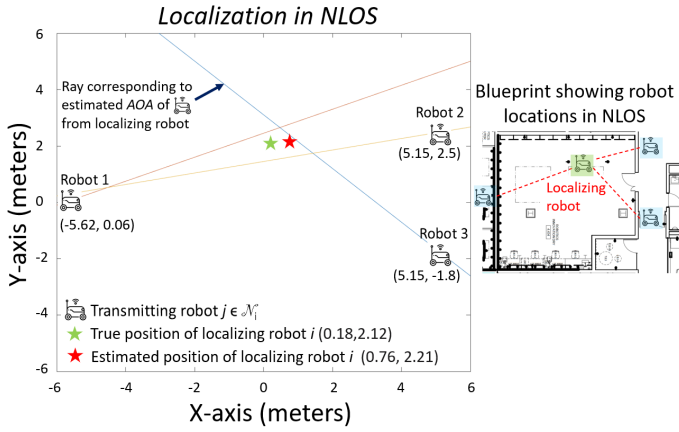 Localization in NLOS
6
4
2
0
-2
-4
-6
Y-axis (meters)
Ray corresponding to
estimated AOA of
from localizing robot
Robot 1
(-5.62, 0.06)
Robot 2
(5.15, 2.5)
Robot 3
(5.15, -1.8)
Transmitting robot j ϵ 𝒩i
True position of localizing robot i (0.18,2.12)
Estimated position of localizing robot i (0.76, 2.21)
-6 -4 -2 0 2 4 6
X-axis (meters)
Blueprint showing robot
locations in NLOS
Localizing
robot